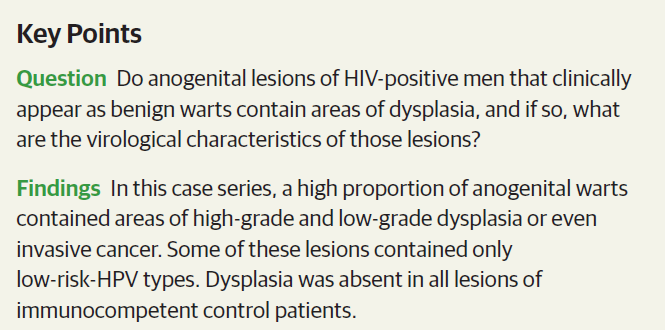 Key Points
Question Do anogenital lesions of HIV-positive men that clinically
appear as benign warts contain areas of dysplasia, and if so, what
are the virological characteristics of those lesions?
Findings In this case series, a high proportion of anogenital warts
contained areas of high-grade and low-grade dysplasia or even
invasive cancer. Some of these lesions contained only
low-risk-HPV types. Dysplasia was absent in all lesions of
immunocompetent control patients.